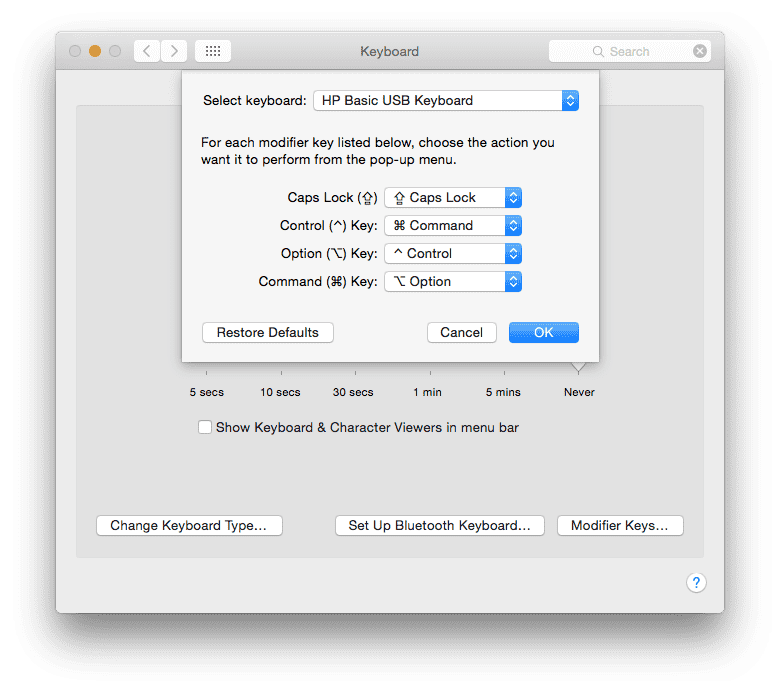 Keyboard
Search
Select keyboard: HP Basic USB Keyboard
For each modifier key listed below, choose the action you
want it to perform from the pop-up menu.
Caps Lock (⇪) ⇪ Caps Lock
Control (^) Key: ⌘ Command
Option (⌥) Key: ^ Control
Command (⌘) Key: ⌥ Option
Restore Defaults Cancel OK
5 secs 10 secs 30 secs 1 min 5 mins Never
Show Keyboard & Character Viewers in menu bar
Change Keyboard Type... Set Up Bluetooth Keyboard... Modifier Keys...
?